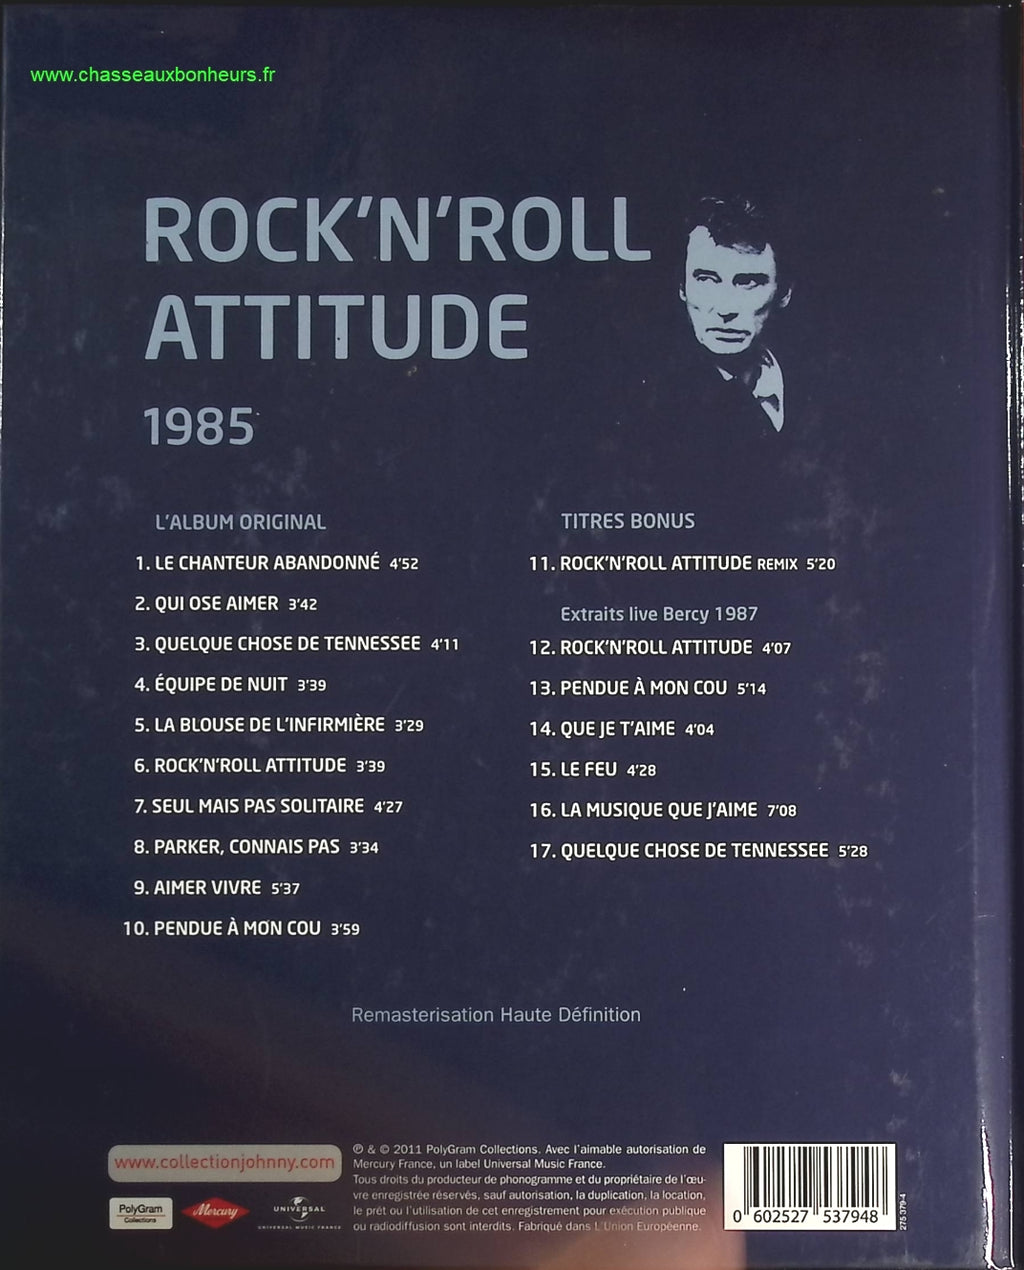 www.chasseauxbonheurs.fr
ROCK'N'ROLL
ATTITUDE
1985
L'ALBUM ORIGINAL
1. LE CHANTEUR ABANDONNÉ 4'52
2. QUI OSE AIMER 3'42
3. QUELQUE CHOSE DE TENNESSEE 4'11
4. ÉQUIPE DE NUIT 3'39
5. LA BLOUSE DE L'INFIRMIÈRE 3'29
6. ROCK'N'ROLL ATTITUDE 3'39
7. SEUL MAIS PAS SOLITAIRE 4'27
8. PARKER, CONNAIS PAS 3'34
9. AIMER VIVRE 5'37
10. PENDUE À MON COU 3'59
TITRES BONUS
11. ROCK'N'ROLL ATTITUDE REMIX 5'20
Extraits live Bercy 1987
12. ROCK'N'ROLL ATTITUDE 4'07
13. PENDUE À MON COU 5'14
14. QUE JE T'AIME 4'04
15. LE FEU 4'28
16. LA MUSIQUE QUE J'AIME 7'08
17. QUELQUE CHOSE DE TENNESSEE 5'28
Remasterisation Haute Définition
www.collectionjohnny.com
PolyGram
Collections
Mercury
UNIVERSAL
UNIVERSAL MUSIC FRANCE
℗ & © 2011 PolyGram Collections. Avec l'aimable autorisation de
Mercury France, un label Universal Music France.
Tous droits du producteur de phonogramme et du propriétaire de l'œu-
vre enregistrée réservés, sauf autorisation, la duplication, la location,
le prêt ou l'utilisation de cet enregistrement pour exécution publique
ou radiodiffusion sont interdits. Fabriqué dans L'Union Européenne.
0 602527 537948
275 379-4